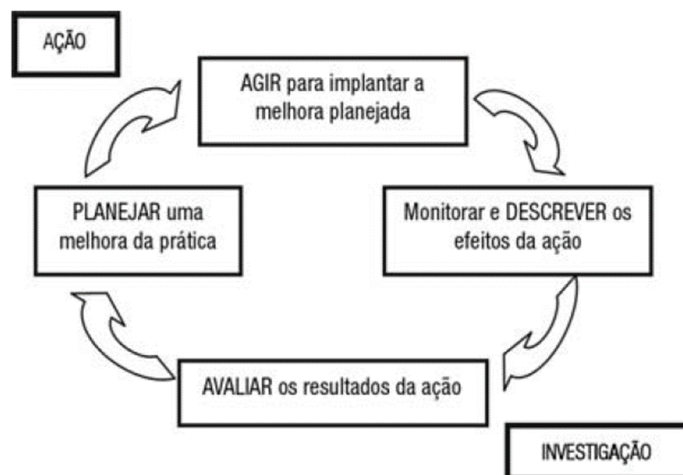 AÇÃO
AGIR para implantar a
melhora planejada
PLANEJAR uma
melhora da prática
Monitorar e DESCREVER os
efeitos da ação
AVALIAR os resultados da ação
INVESTIGAÇÃO